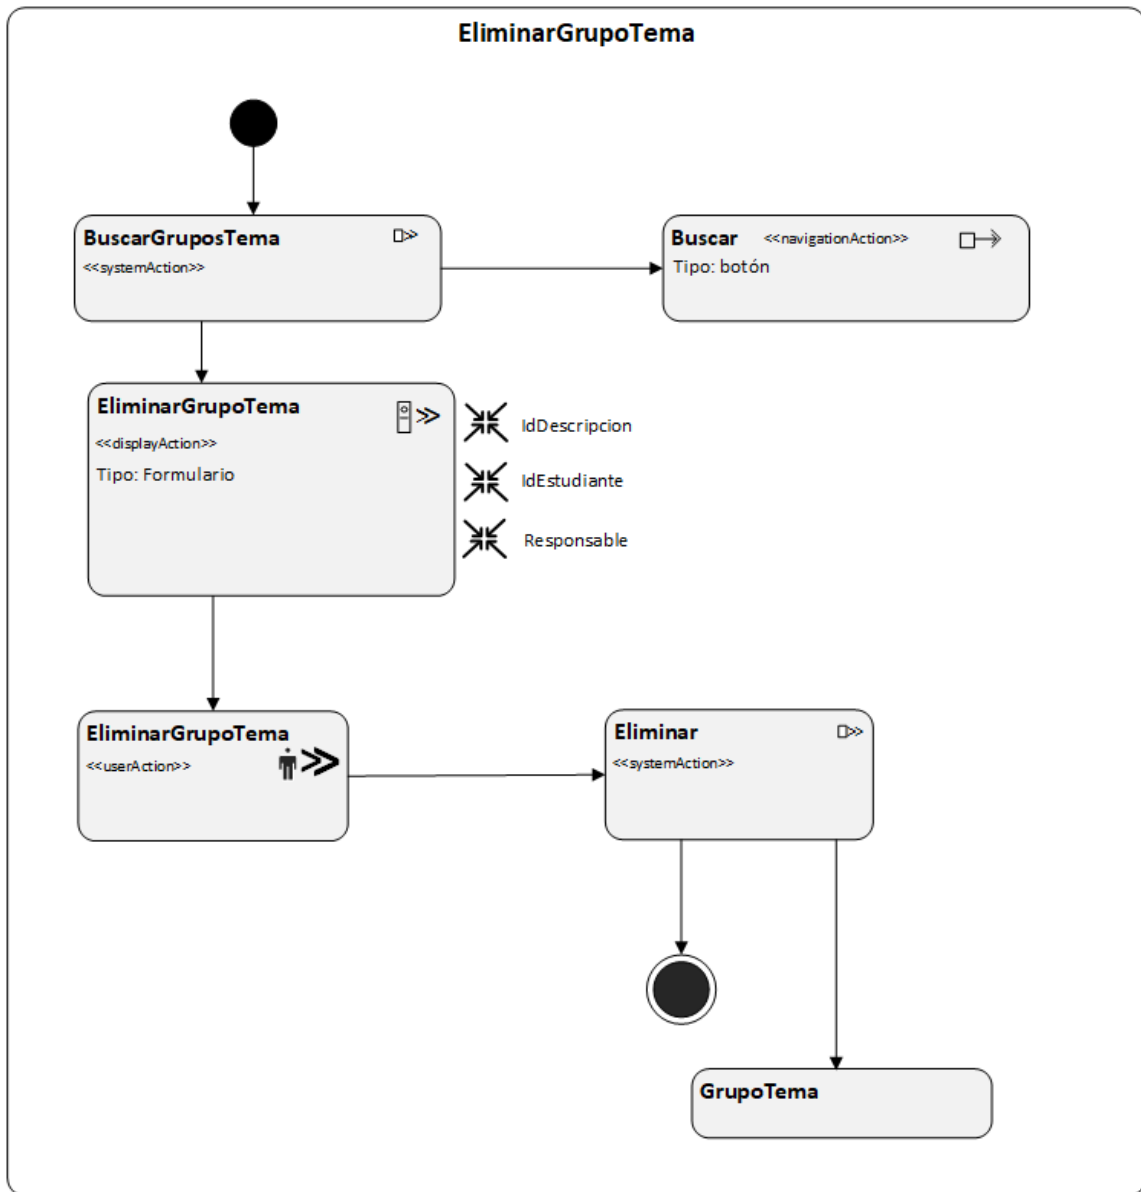 EliminarGrupoTema
BuscarGruposTema
<<systemAction>>
Buscar <<navigationAction>>
Tipo: botón
EliminarGrupoTema
<<displayAction>>
Tipo: Formulario
IdDescripcion
IdEstudiante
Responsable
EliminarGrupoTema
<<userAction>>
Eliminar
<<systemAction>>
GrupoTema